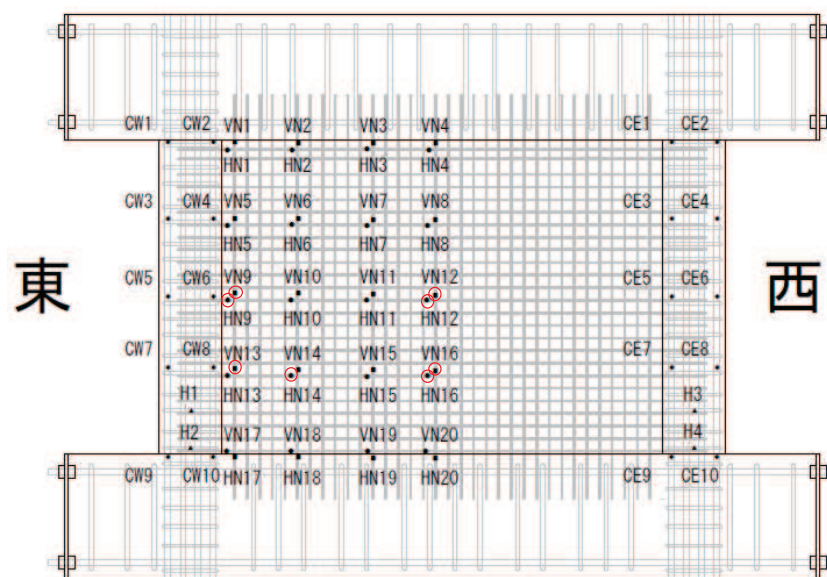 CW1 CW2 VN1 VN2 VN3 VN4 CE1 CE2
HN1 HN2 HN3 HN4
CW3 CW4 VN5 VN6 VN7 VN8 CE3 CE4
HN5 HN6 HN7 HN8
東 西
CW5 CW6 VN9 VN10 VN11 VN12 CE5 CE6
HN9 HN10 HN11 HN12
CW7 CW8 VN13 VN14 VN15 VN16 CE7 CE8
H1 HN13 HN14 HN15 HN16 H3
H2 VN17 VN18 VN19 VN20 H4
CW9 CW10 HN17 HN18 HN19 HN20 CE9 CE10